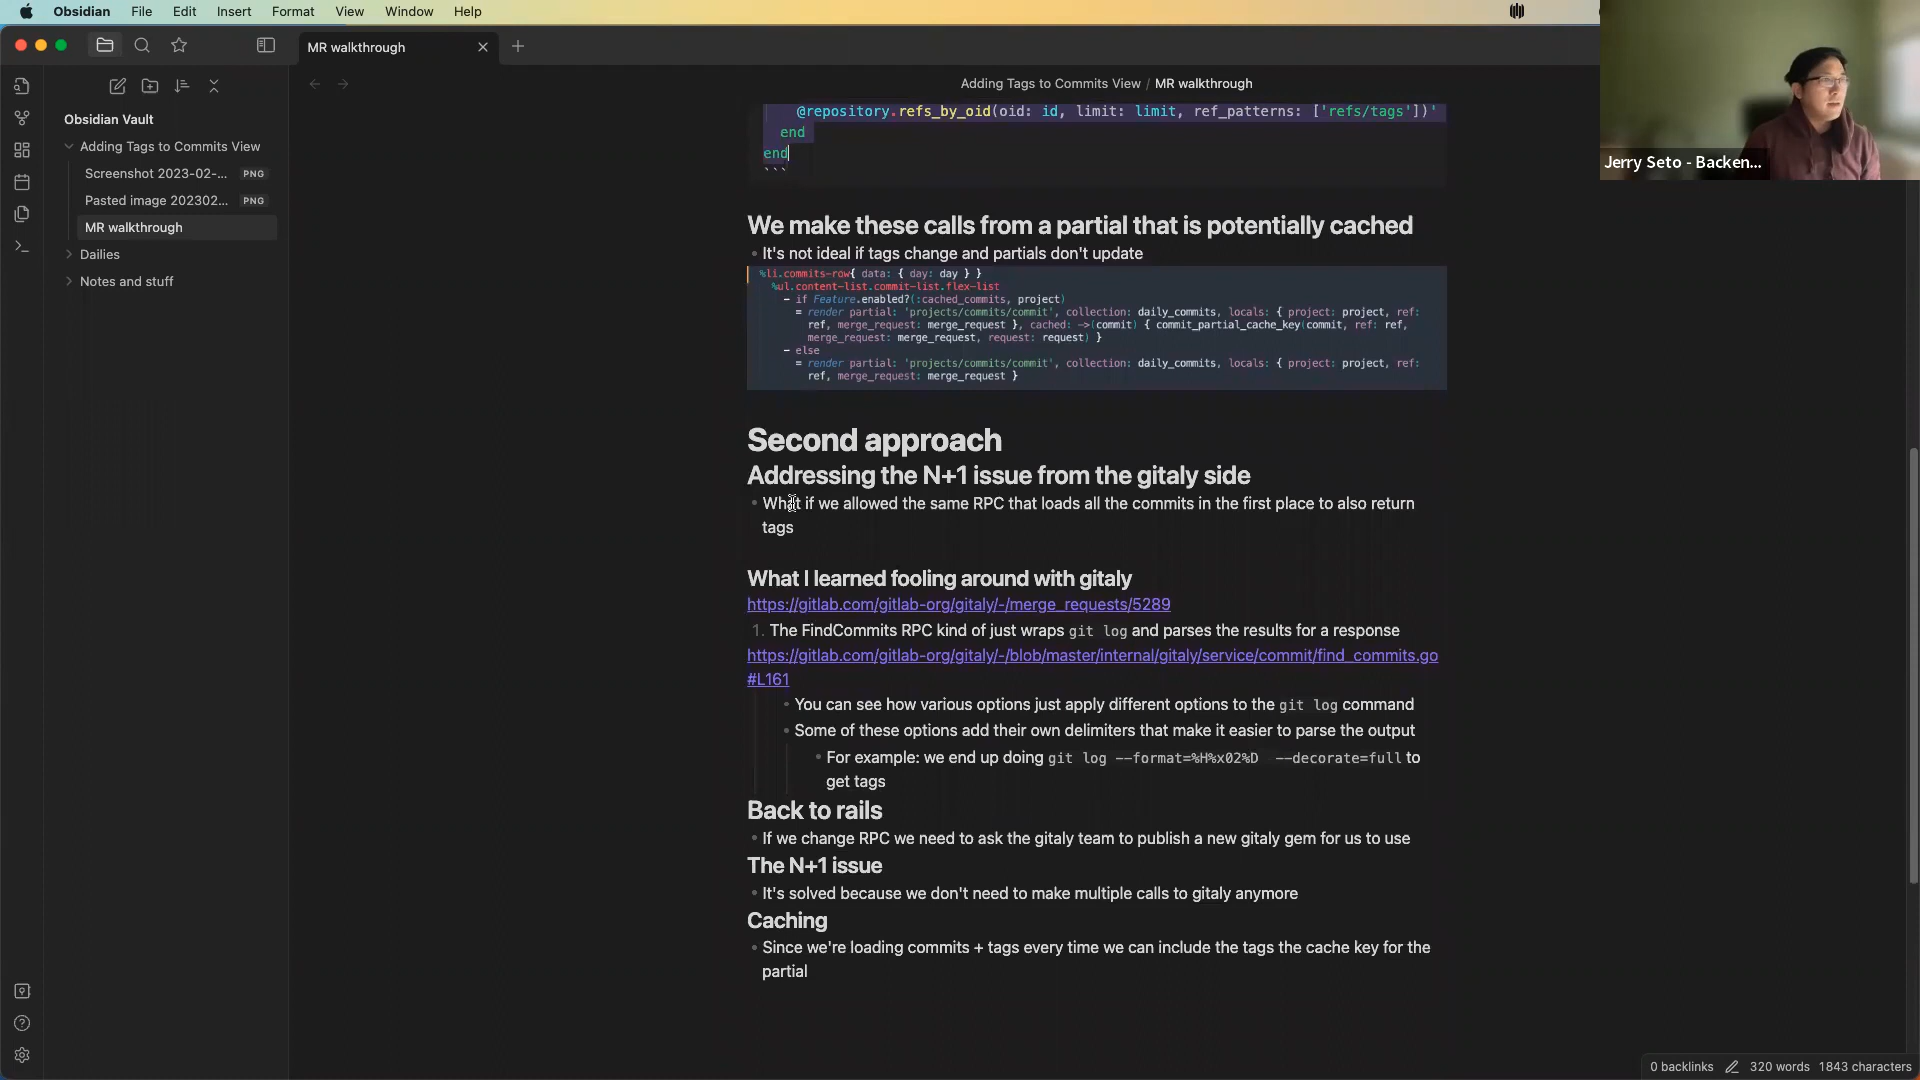 Obsidian File Edit Insert Format View Window Help
MR walkthrough
Adding Tags to Commits View / MR walkthrough
Obsidian Vault
Adding Tags to Commits View
Screenshot 2023-02-... PNG
Pasted image 202302... PNG
MR walkthrough
Dailies
Notes and stuff
@repository.refs_by_oid(oid: id, limit: limit, ref_patterns: ['refs/tags'])'
end
end
```
We make these calls from a partial that is potentially cached
It's not ideal if tags change and partials don't update
%li.commits-row{ data: { day: day } }
%ul.content-list.commit-list.flex-list
- if Feature.enabled?(:cached_commits, project)
= render partial: 'projects/commits/commit', collection: daily_commits, locals: { project: project, ref:
ref, merge_request: merge_request }, cached: ->(commit) { commit_partial_cache_key(commit, ref: ref,
merge_request: merge_request, request: request) }
- else
= render partial: 'projects/commits/commit', collection: daily_commits, locals: { project: project, ref:
ref, merge_request: merge_request }
Second approach
Addressing the N+1 issue from the gitaly side
What if we allowed the same RPC that loads all the commits in the first place to also return
tags
What I learned fooling around with gitaly
https://gitlab.com/gitlab-org/gitaly/-/merge_requests/5289
1. The FindCommits RPC kind of just wraps git log and parses the results for a response
https://gitlab.com/gitlab-org/gitaly/-/blob/master/internal/gitaly/service/commit/find_commits.go
#L161
You can see how various options just apply different options to the git log command
Some of these options add their own delimiters that make it easier to parse the output
For example: we end up doing git log --format=%H%x02%D --decorate=full to
get tags
Back to rails
If we change RPC we need to ask the gitaly team to publish a new gitaly gem for us to use
The N+1 issue
It's solved because we don't need to make multiple calls to gitaly anymore
Caching
Since we're loading commits + tags every time we can include the tags the cache key for the
partial
Jerry Seto - Backen...
0 backlinks 320 words 1843 characters